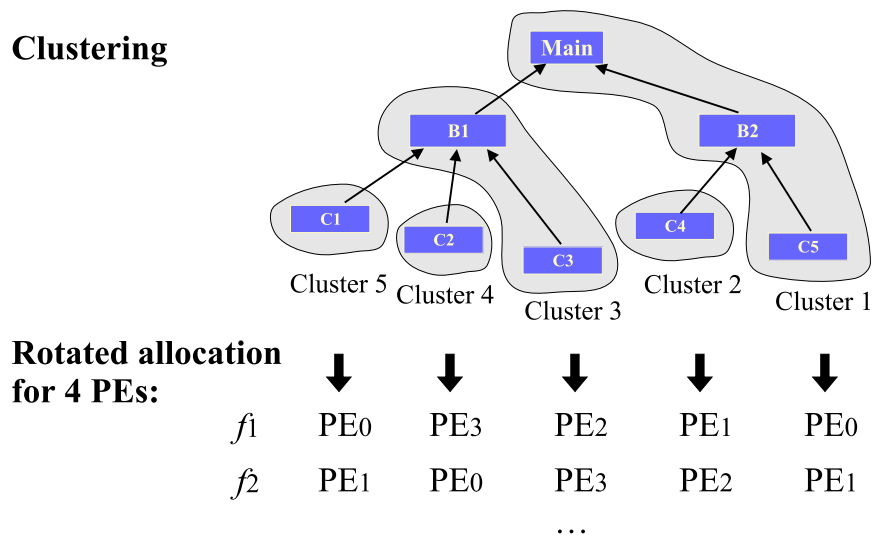 Clustering
Main
B1
B2
C1
C2
C3
C4
C5
Cluster 5
Cluster 4
Cluster 3
Cluster 2
Cluster 1
Rotated allocation
for 4 PEs:
f1 PE0 PE3 PE2 PE1 PE0
f2 PE1 PE0 PE3 PE2 PE1
...